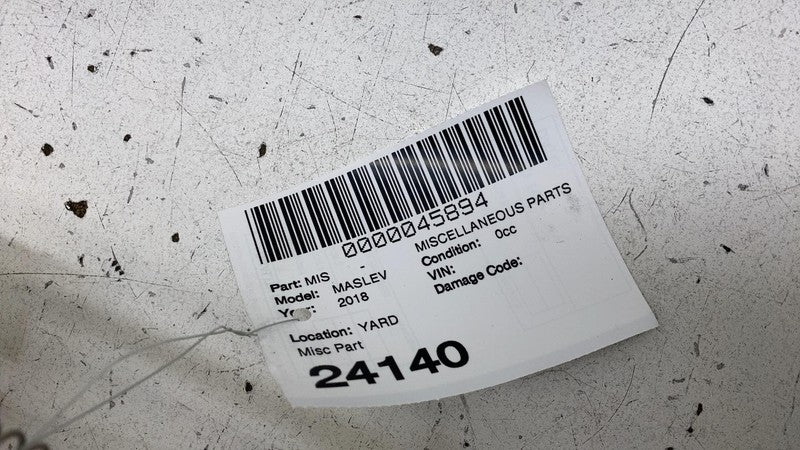 0000045894
Part: MIS - MISCELLANEOUS PARTS
Model: MASLEV Condition: 0cc
2018 VIN:
Damage Code:
Location: YARD
Misc Part
24140